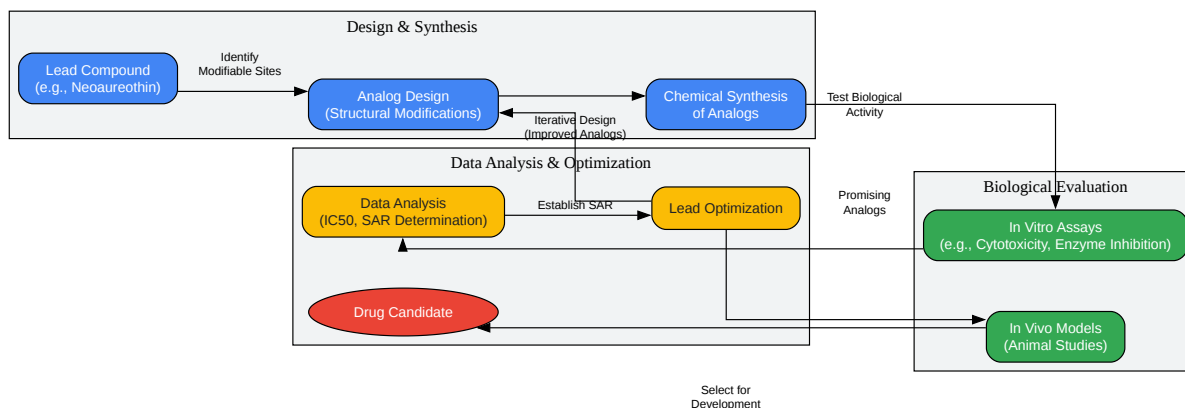 Design & Synthesis
Lead Compound
(e.g., Neoaureothin)
Identify
Modifiable Sites
Analog Design
(Structural Modifications)
Chemical Synthesis
of Analogs
Test Biological
Activity
Iterative Design
(Improved Analogs)
Data Analysis & Optimization
Data Analysis
(IC50, SAR Determination)
Establish SAR
Lead Optimization
Promising
Analogs
Biological Evaluation
In Vitro Assays
(e.g., Cytotoxicity, Enzyme Inhibition)
Drug Candidate
In Vivo Models
(Animal Studies)
Select for
Development